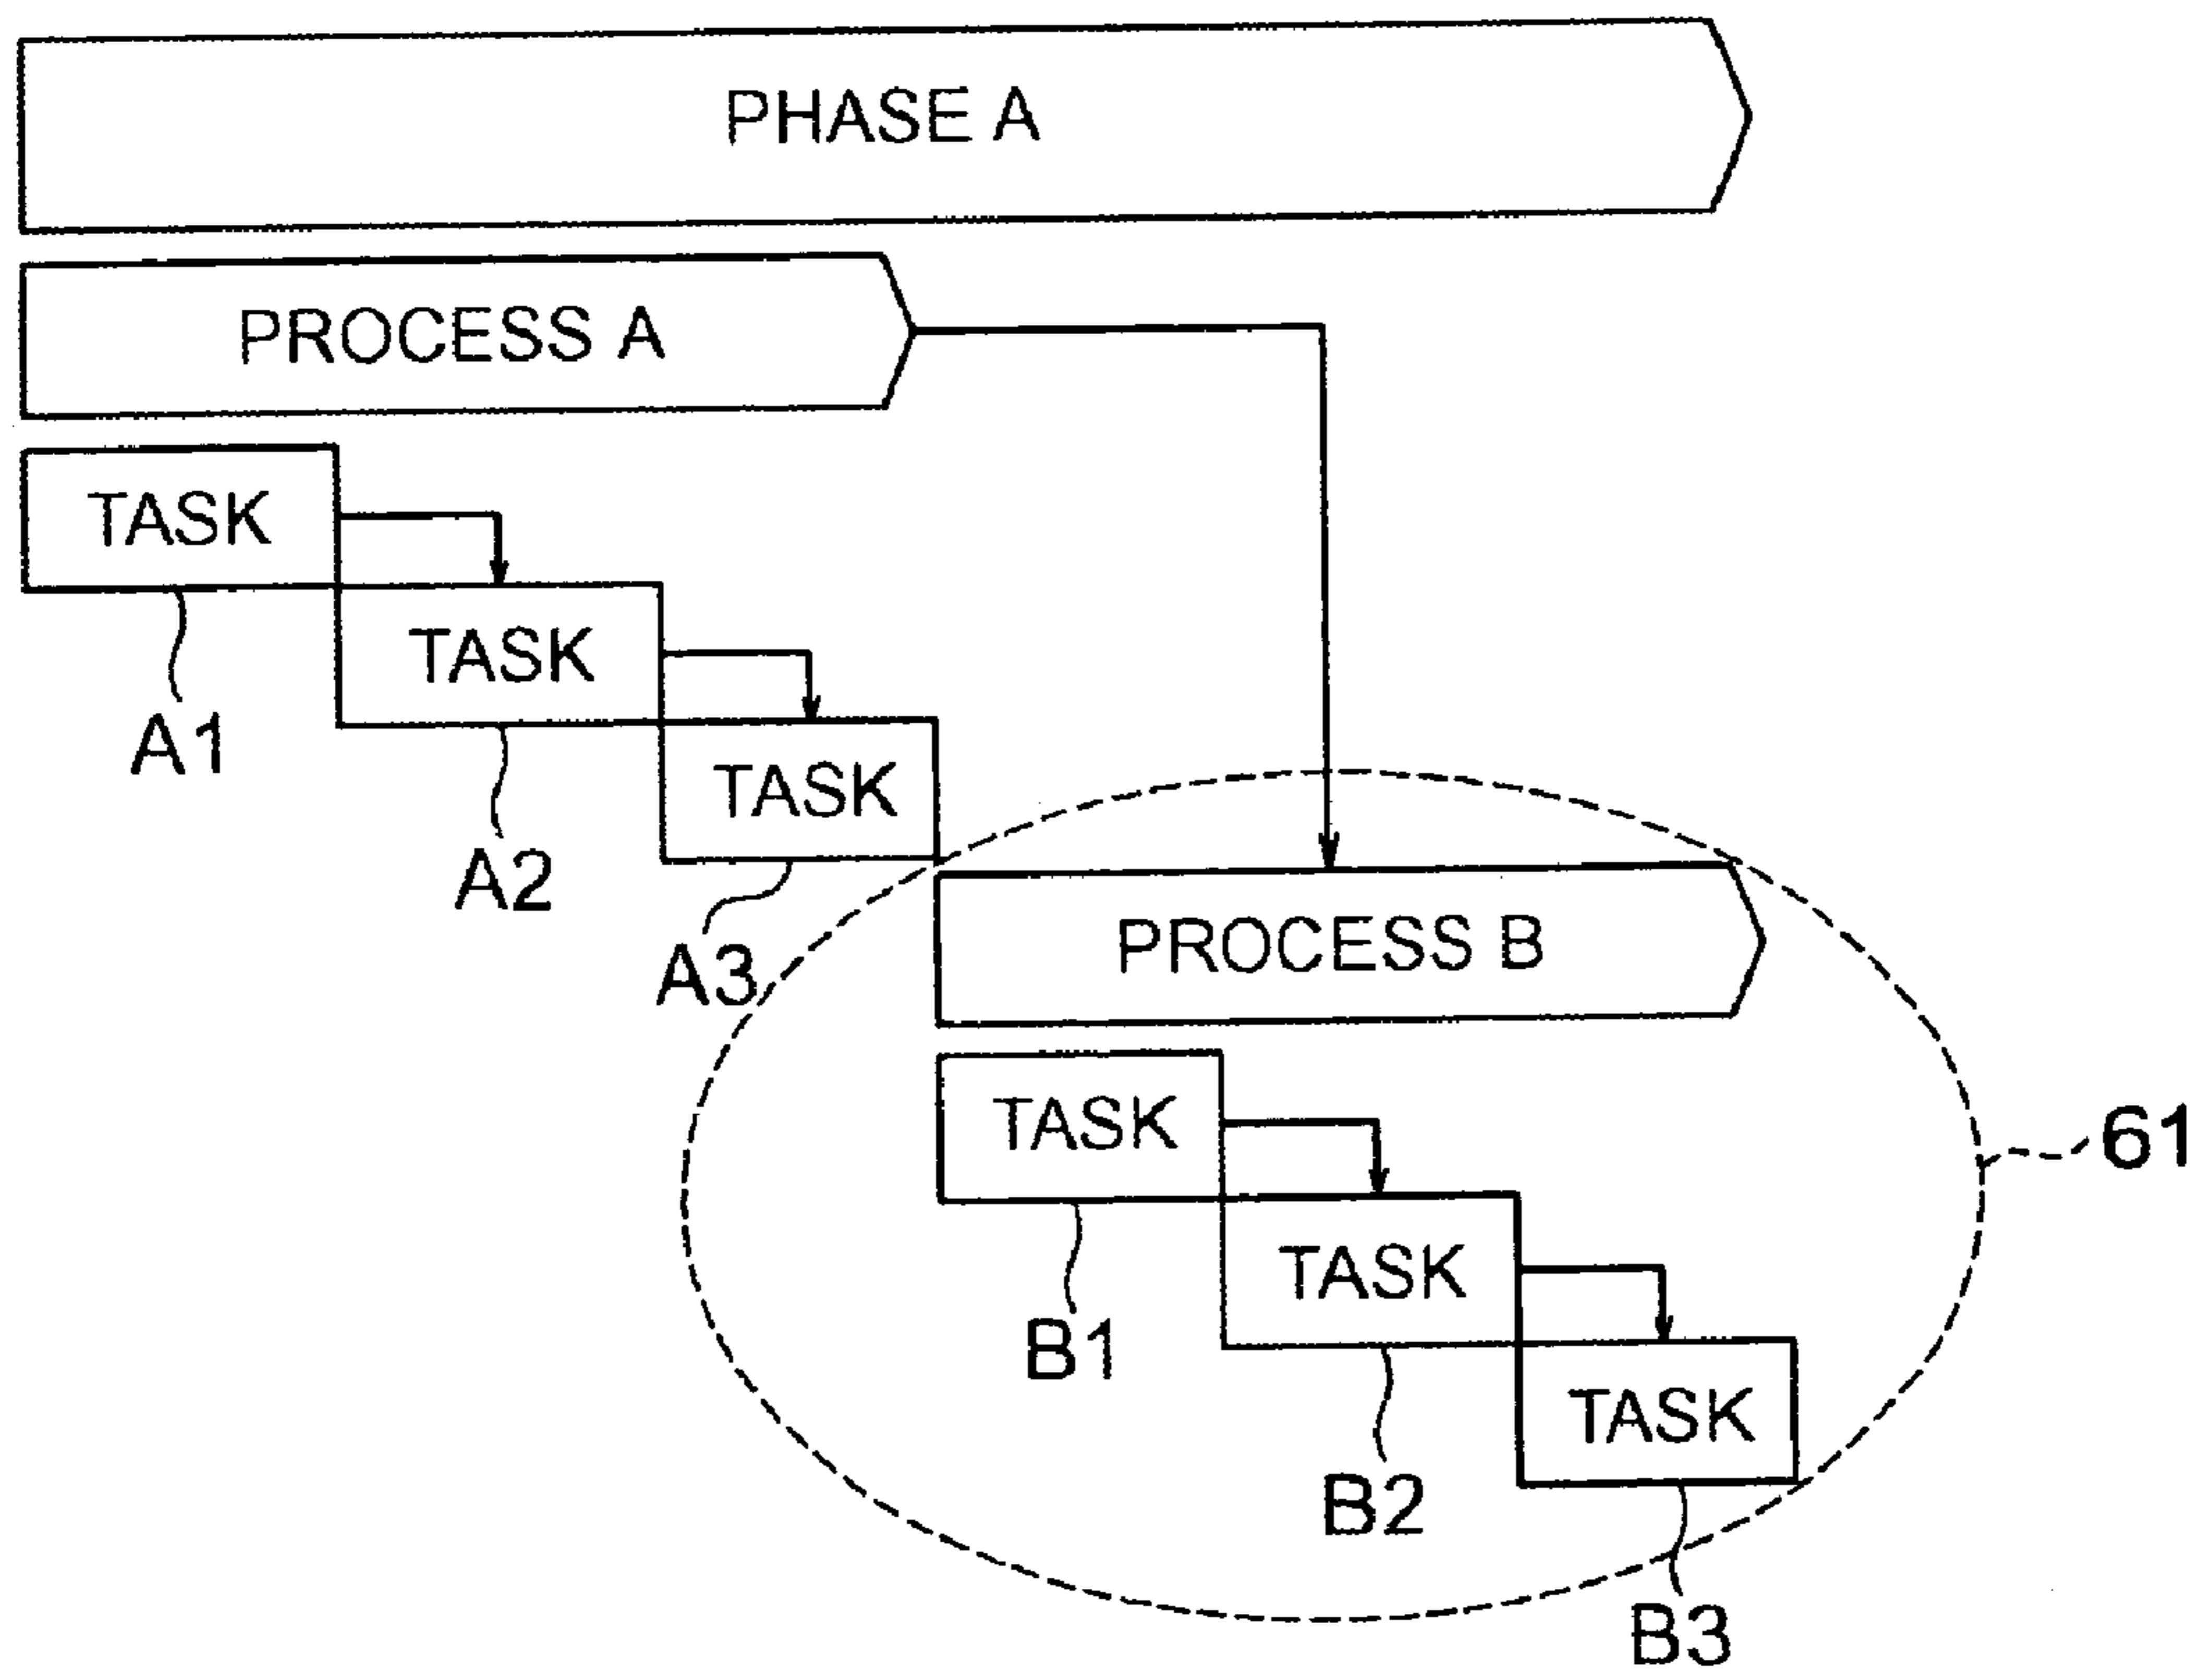 PHASE A
PROCESS A
TASK
TASK
A1
TASK
A2
A3
PROCESS B
TASK
61
TASK
B1
TASK
B2
B3